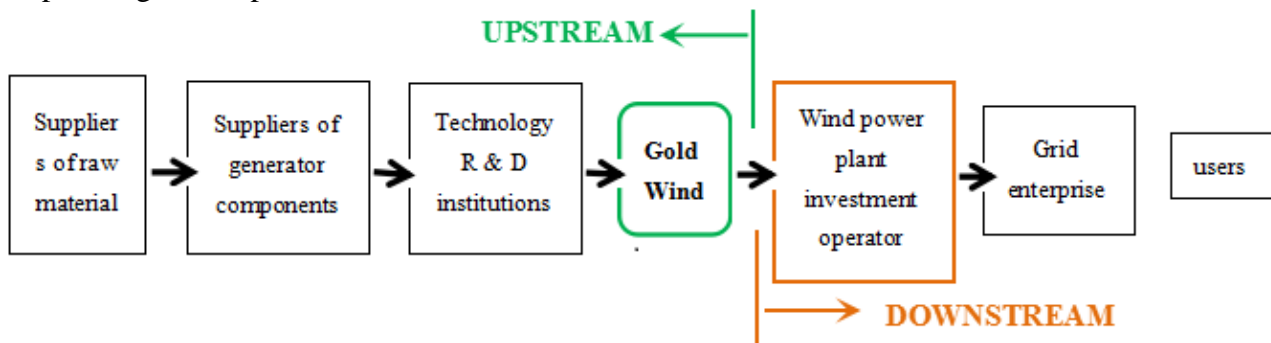 UPSTREAM
Supplier
s of raw
material
Suppliers of
generator
components
Technology
R & D
institutions
Gold
Wind
Wind power
plant
investment
operator
Grid
enterprise
users
DOWNSTREAM